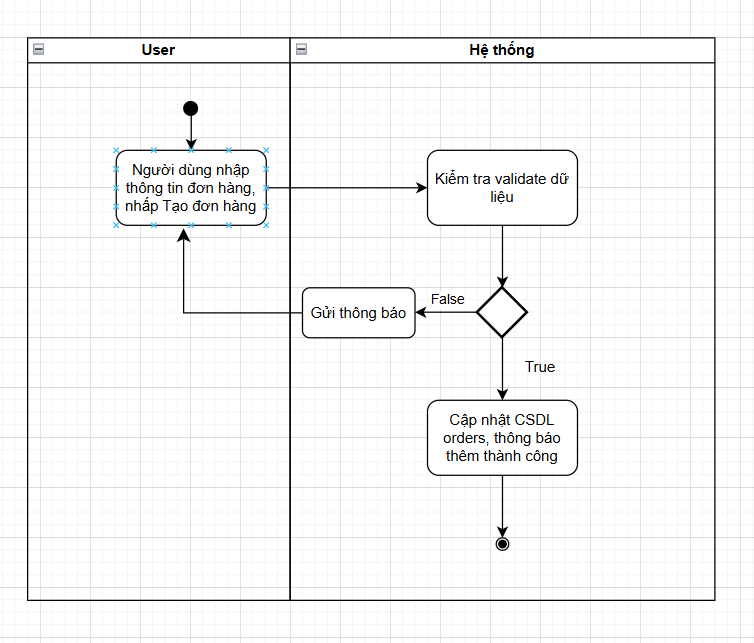 User
Hệ thống
Người dùng nhập
thông tin đơn hàng,
nhấp Tạo đơn hàng
Kiểm tra validate dữ
liệu
False
Gửi thông báo
True
Cập nhật CSDL
orders, thông báo
thêm thành công